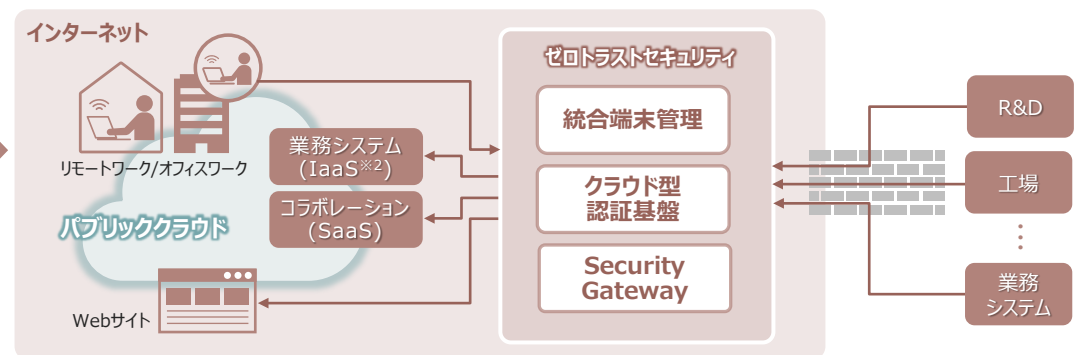 インターネット
リモートワーク/オフィスワーク
パブリッククラウド
業務システム
(IaaS※2)
コラボレーション
(SaaS)
Webサイト
ゼロトラストセキュリティ
統合端末管理
クラウド型
認証基盤
Security
Gateway
R&D
工場
⋮
業務
システム